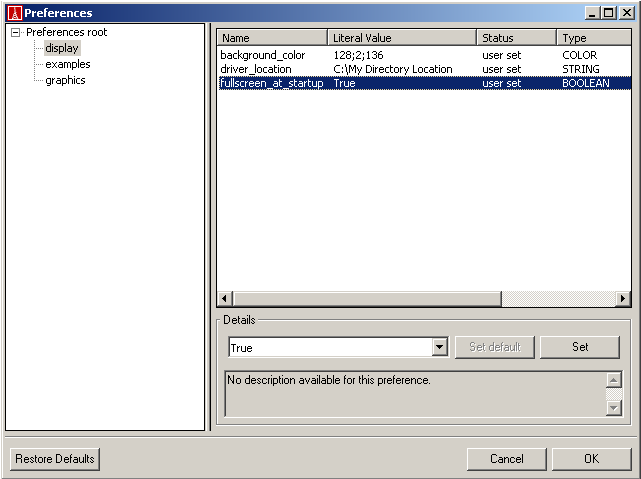 Preferences
Preferences root
display
examples
graphics
Name Literal Value Status Type
background_color 128;2;136 user set COLOR
driver_location C:\My Directory Location user set STRING
fullscreen_at_startup True user set BOOLEAN
Details
True Set default Set
No description available for this preference.
Restore Defaults Cancel OK